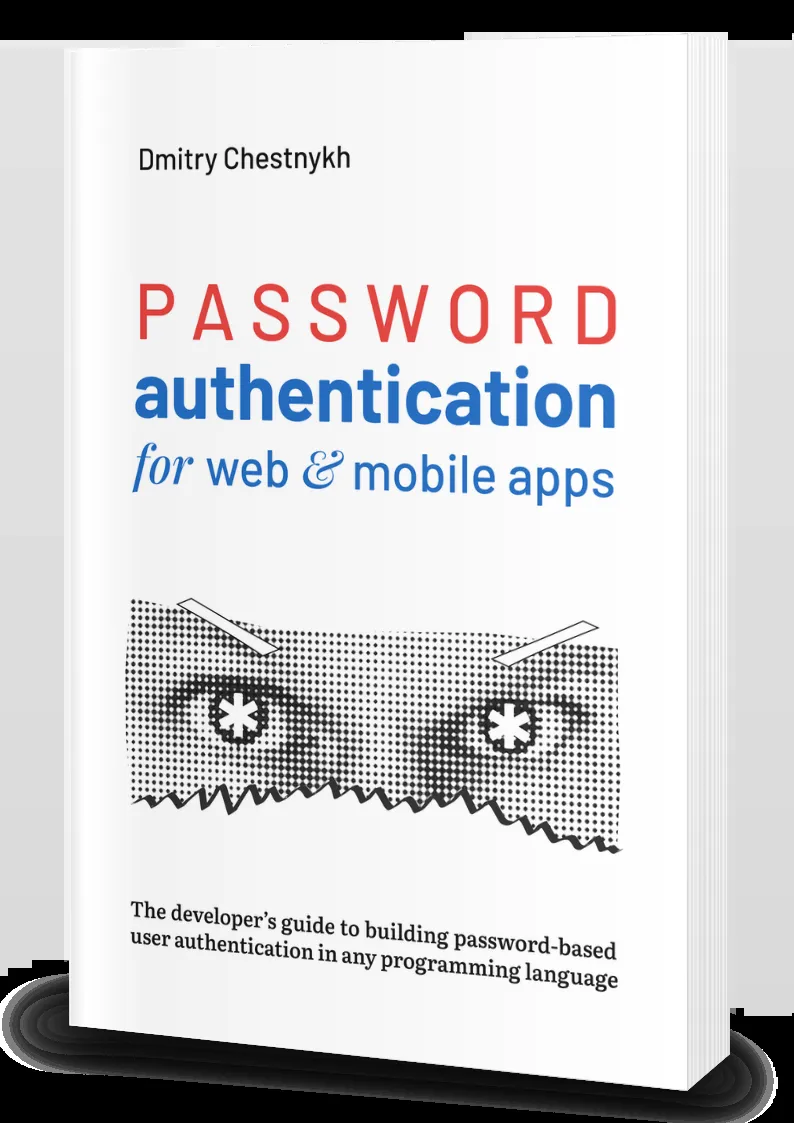 Dmitry Chestnykh
PASSWORD
authentication
for web & mobile apps
The developer’s guide to building password-based
user authentication in any programming language